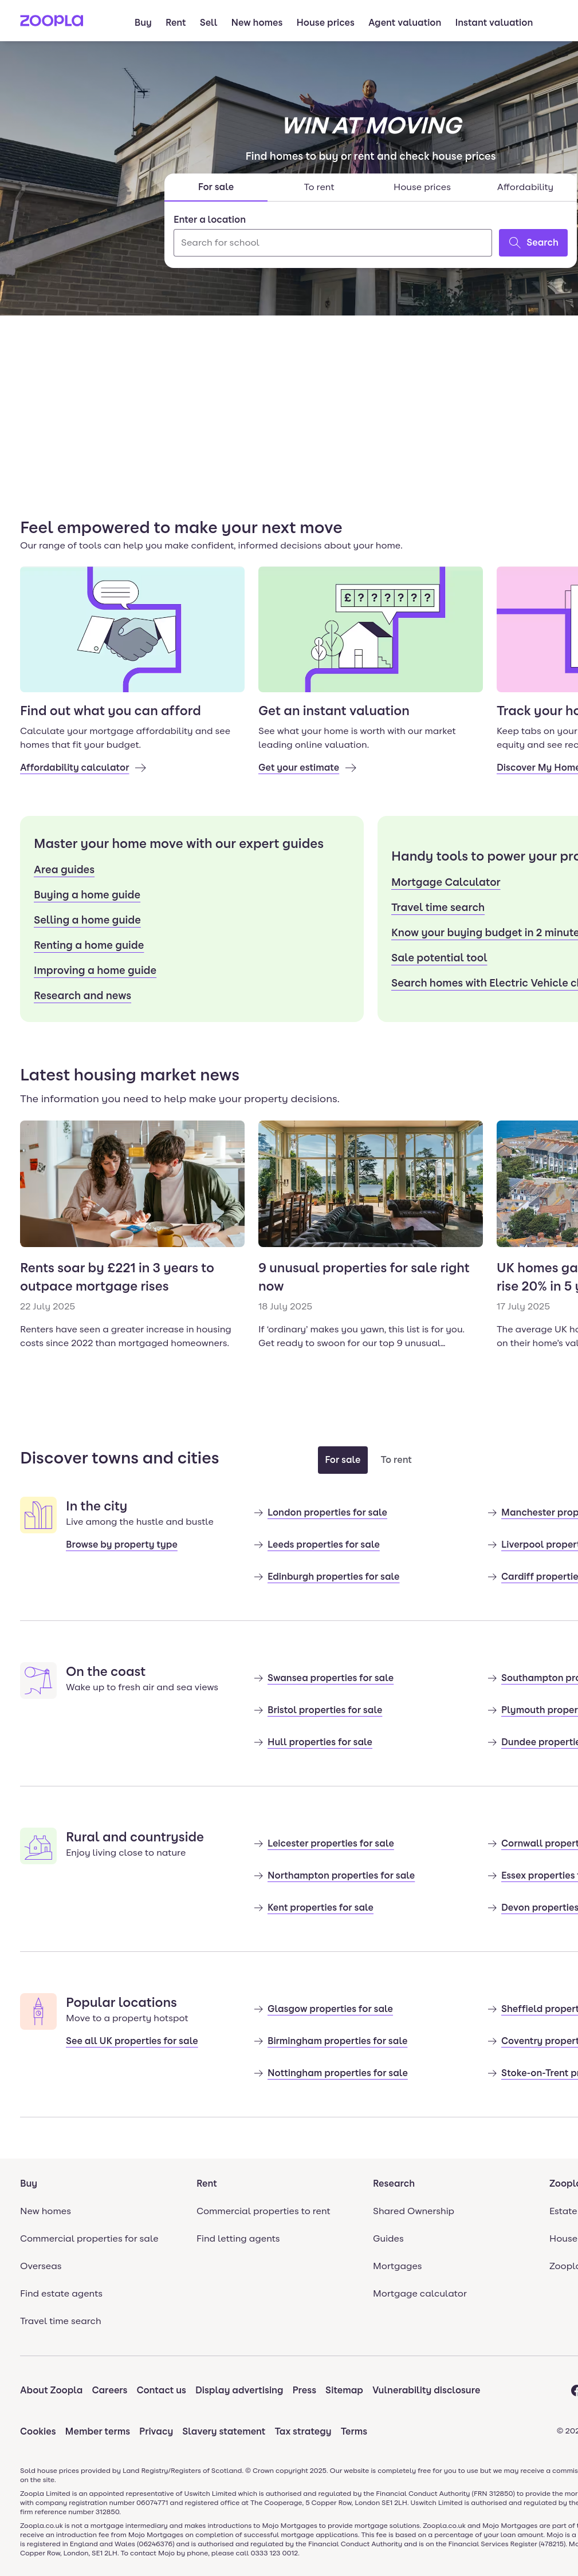 ZOOPLA
Buy Rent Sell New homes House prices Agent valuation Instant valuation
WIN AT MOVING
Find homes to buy or rent and check house prices
For sale To rent House prices Affordability
Enter a location
Search for school
Search
Feel empowered to make your next move
Our range of tools can help you make confident, informed decisions about your home.
£ ? ? ? ? ? ?
Find out what you can afford
Calculate your mortgage affordability and see
homes that fit your budget.
Affordability calculator
Get an instant valuation
See what your home is worth with our market
leading online valuation.
Get your estimate
Track your
Keep tabs on your
equity and see
Discover My Home
Master your home move with our expert guides
Area guides
Buying a home guide
Selling a home guide
Renting a home guide
Improving a home guide
Research and news
Handy tools to power your
Mortgage Calculator
Travel time search
Know your buying budget in 2
Sale potential tool
Search homes with Electric Vehicle
Latest housing market news
The information you need to help make your property decisions.
Rents soar by £221 in 3 years to
outpace mortgage rises
22 July 2025
Renters have seen a greater increase in housing
costs since 2022 than mortgaged homeowners.
9 unusual properties for sale right
now
18 July 2025
If ‘ordinary’ makes you yawn, this list is for you.
Get ready to swoon for our top 9 unusual...
UK homes
rise 20% in 5
17 July 2025
The average UK
on their home’s
Discover towns and cities
For sale To rent
In the city
Live among the hustle and bustle
Browse by property type
London properties for sale Manchester
Leeds properties for sale Liverpool
Edinburgh properties for sale Cardiff
On the coast
Wake up to fresh air and sea views
Swansea properties for sale Southampton
Bristol properties for sale Plymouth
Hull properties for sale Dundee
Rural and countryside
Enjoy living close to nature
Leicester properties for sale Cornwall
Northampton properties for sale Essex properties
Kent properties for sale Devon properties
Popular locations
Move to a property hotspot
See all UK properties for sale
Glasgow properties for sale Sheffield
Birmingham properties for sale Coventry
Nottingham properties for sale Stoke-on-Trent
Buy Rent Research
New homes Commercial properties to rent Shared Ownership Estate
Commercial properties for sale Find letting agents Guides House
Overseas Mortgages
Find estate agents Mortgage calculator
Travel time search
About Zoopla Careers Contact us Display advertising Press Sitemap Vulnerability disclosure
Cookies Member terms Privacy Slavery statement Tax strategy Terms ©
Sold house prices provided by Land Registry/Registers of Scotland. © Crown copyright 2025. Our website is completely free for you to use but we may receive a
on the site.
Zoopla Limited is an appointed representative of Uswitch Limited which is authorised and regulated by the Financial Conduct Authority (FRN 312850) to provide the
with company registration number 06074771 and registered office at The Cooperage, 5 Copper Row, London SE1 2LH. Uswitch Limited is authorised and regulated by the
firm reference number 312850.
Zoopla.co.uk is not a mortgage intermediary and makes introductions to Mojo Mortgages to provide mortgage solutions. Zoopla.co.uk and Mojo Mortgages are part of
receive an introduction fee from Mojo Mortgages on completion of successful mortgage applications. This fee is based on a percentage of your loan amount. Mojo is a
is registered in England and Wales (06246376) and is authorised and regulated by the Financial Conduct Authority and is on the Financial Services Register (478215).
Copper Row, London, SE1 2LH. To contact Mojo by phone, please call 0333 123 0012.